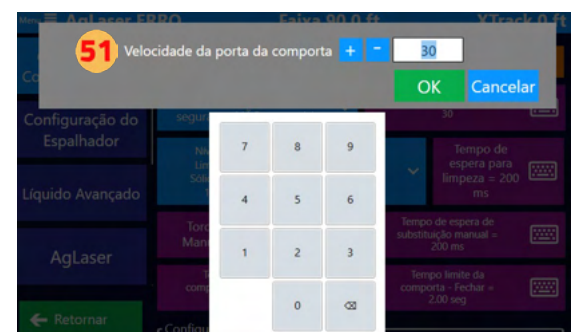 Menu ☰ AgLaser ERRO Faixa 90.0 ft XTrack 0 ft
51 Velocidade da porta da comporta + - 30
OK Cancelar
Configuração do
Espalhador
Líquido Avançado
AgLaser
← Retornar
30
Tempo de
espera para
limpeza = 200
ms
Tempo de espera de
substituição manual =
200 ms
Tempo limite da
comporta - Fechar =
2,00 seg
7 8 9
4 5 6
1 2 3
0 ⌫